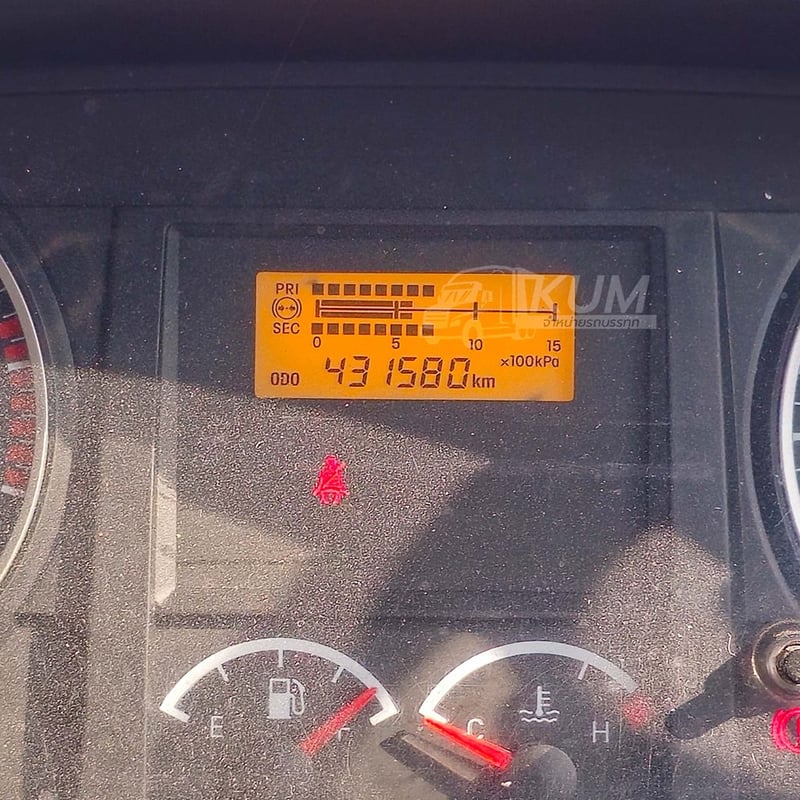 PRI
KUM
จำหน่ายรถบรรทุก
SEC
0 5 10 15
×100kPa
ODO 431580km
E F
C H